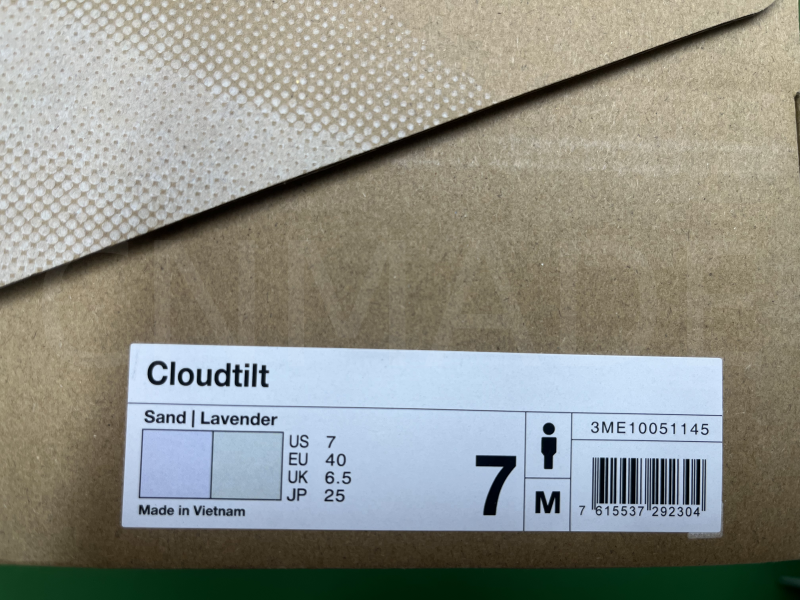 Cloudtilt
Sand | Lavender
US 7
EU 40
UK 6.5
JP 25
Made in Vietnam
7
M
3ME10051145
7 615537 292304